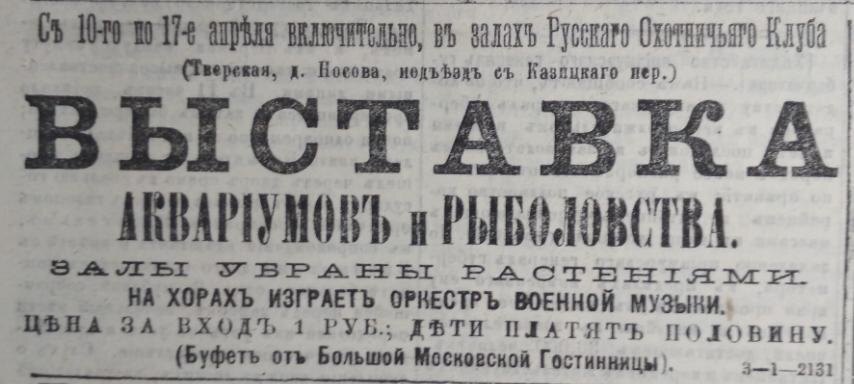 Съ 10-го по 17-е апрѣля включительно, въ залахъ Русскаго Охотничьяго Клуба
(Тверская, д. Носова, подъѣздъ съ Казицкаго пер.)
ВЫСТАВКА
АКВАРІУМОВЪ и РЫБОЛОВСТВА.
ЗАЛЫ УБРАНЫ РАСТЕНІЯМИ.
НА ХОРАХЪ ИЗГРАЕТЪ ОРКЕСТРЪ ВОЕННОЙ МУЗЫКИ.
ЦѢНА ЗА ВХОДЪ 1 РУБ.; ДѢТИ ПЛАТЯТЪ ПОЛОВИНУ.
(Буфетъ отъ Большой Московской Гостинницы).
3—1—2131